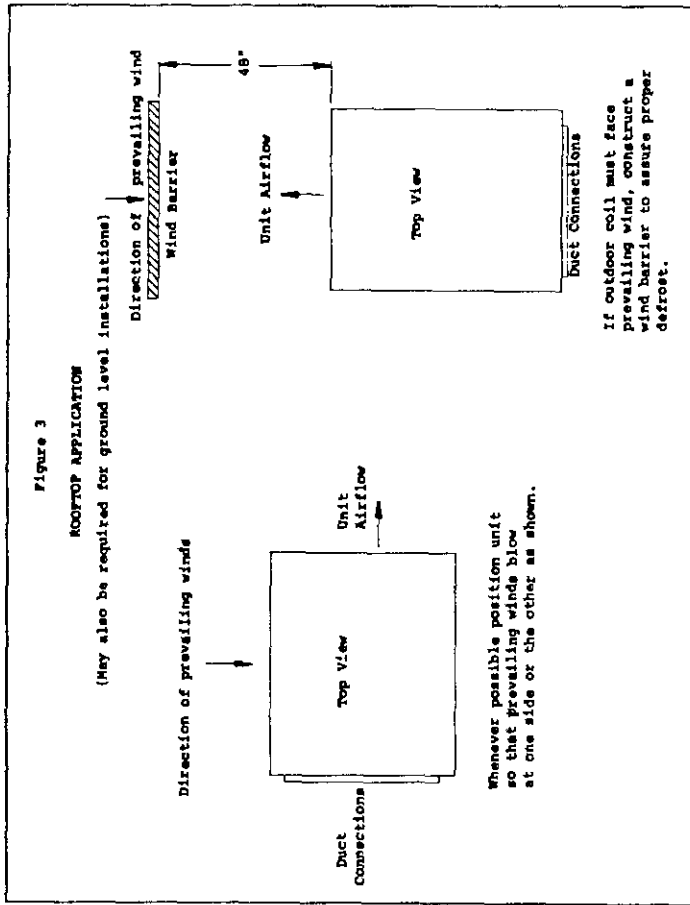 Figure 3
ROOFTOP APPLICATION
(May also be required for ground level installations)
Direction of prevailing winds
Top View
Unit
Airflow
Duct
Connections
Whenever possible position unit
so that prevailing winds blow
at one side or the other as shown.
Direction of prevailing wind
Wind Barrier
48"
Unit Airflow
Top View
Duct Connections
If outdoor coil must face
prevailing wind, construct a
wind barrier to assure proper
defrost.